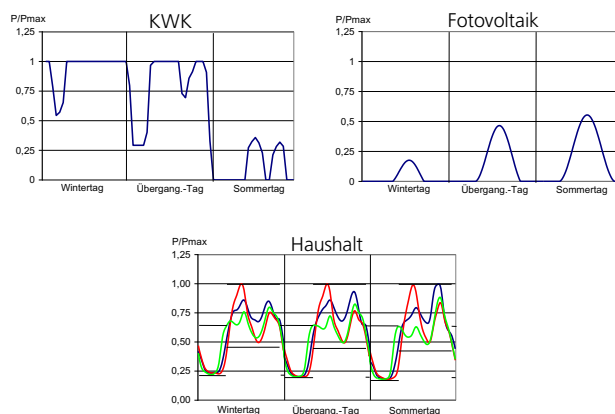 KWK
P/Pmax
1,25
1
0,75
0,5
0,25
0
Wintertag
Übergang.-Tag
Sommertag
Fotovoltaik
P/Pmax
1,25
1
0,75
0,5
0,25
0
Wintertag
Übergang.-Tag
Sommertag
Haushalt
P/Pmax
1,25
1,00
0,75
0,50
0,25
0,00
Wintertag
Übergang.-Tag
Sommertag